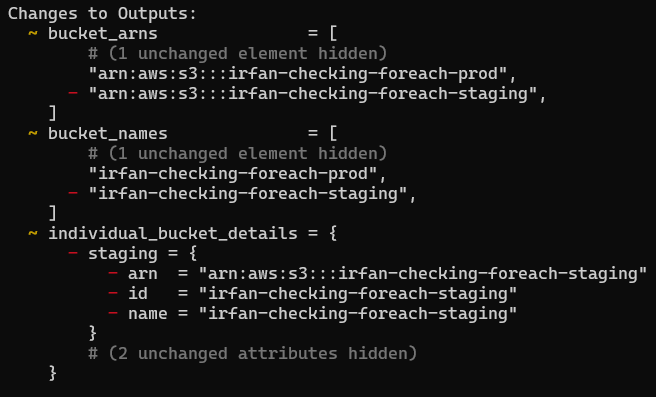 Changes to Outputs:
  ~ bucket_arns               = [
        # (1 unchanged element hidden)
        "arn:aws:s3:::irfan-checking-foreach-prod",
      - "arn:aws:s3:::irfan-checking-foreach-staging",
    ]
  ~ bucket_names              = [
        # (1 unchanged element hidden)
        "irfan-checking-foreach-prod",
      - "irfan-checking-foreach-staging",
    ]
  ~ individual_bucket_details = {
      - staging = {
          - arn  = "arn:aws:s3:::irfan-checking-foreach-staging"
          - id   = "irfan-checking-foreach-staging"
          - name = "irfan-checking-foreach-staging"
        }
        # (2 unchanged attributes hidden)
    }